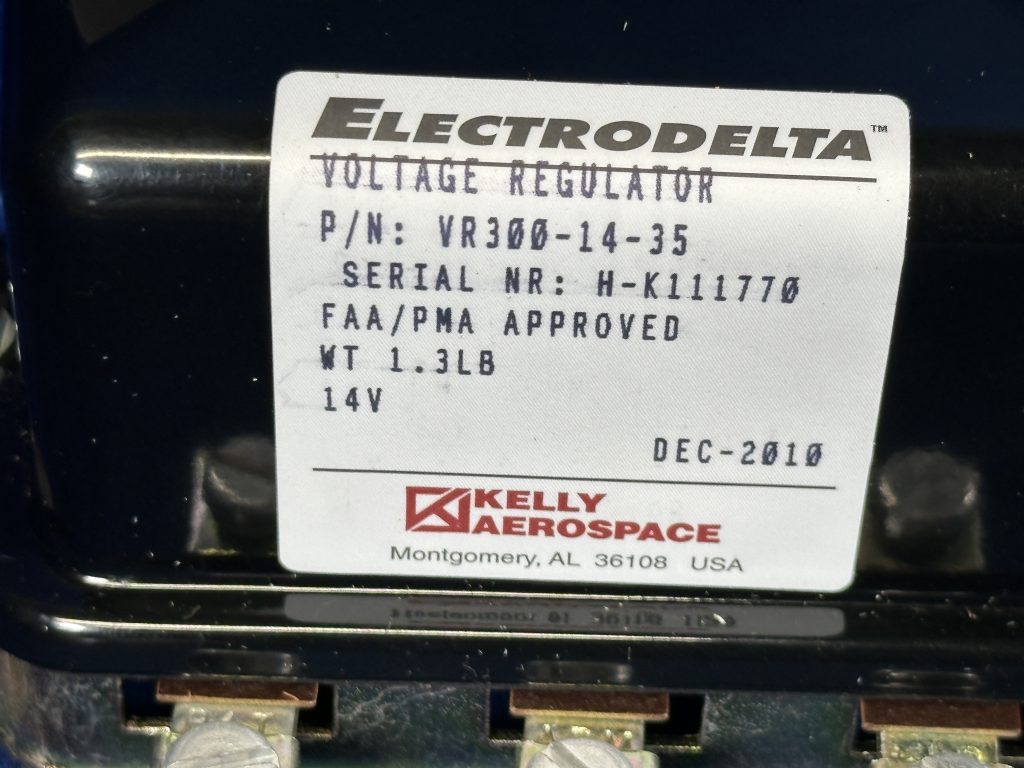 ELECTRODELTA™
VOLTAGE REGULATOR
P/N: VR300-14-35
SERIAL NR: H-K111770
FAA/PMA APPROVED
WT 1.3LB
14V
DEC-2010
KELLY
AEROSPACE
Montgomery, AL 36108 USA